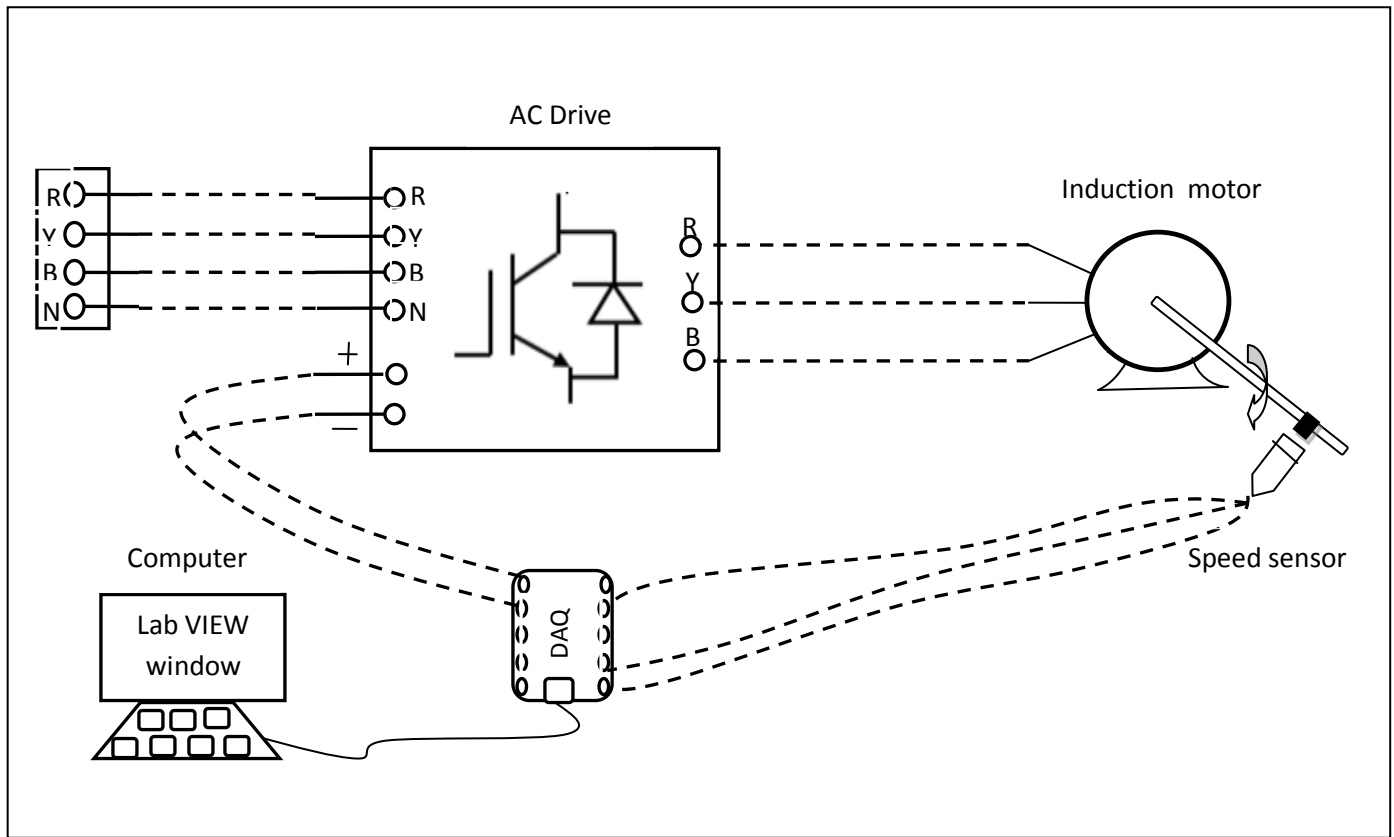 AC Drive
Induction motor
R
Y
B
N
R
Y
B
N
+
–
R
Y
B
Computer
Lab VIEW
window
DAQ
Speed sensor